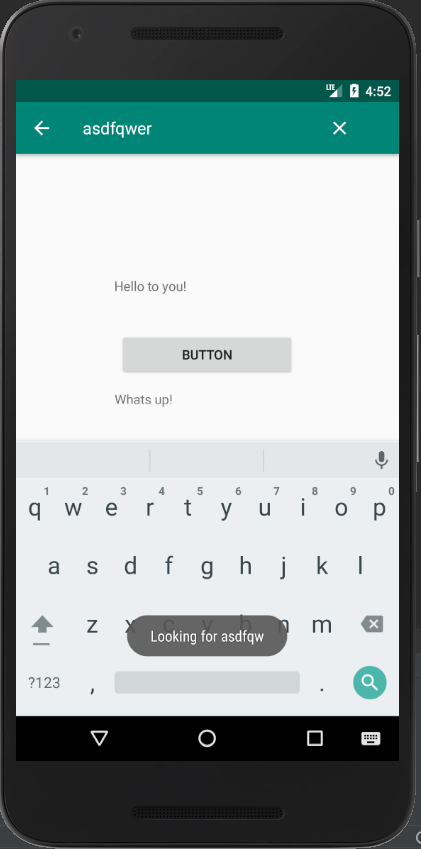 LTE 4:52
asdfqwer
Hello to you!
BUTTON
Whats up!
1 2 3 4 5 6 7 8 9 0
q w e r t y u i o p
a s d f g h j k l
z x c v b n m
Looking for asdfqw
?123 , .